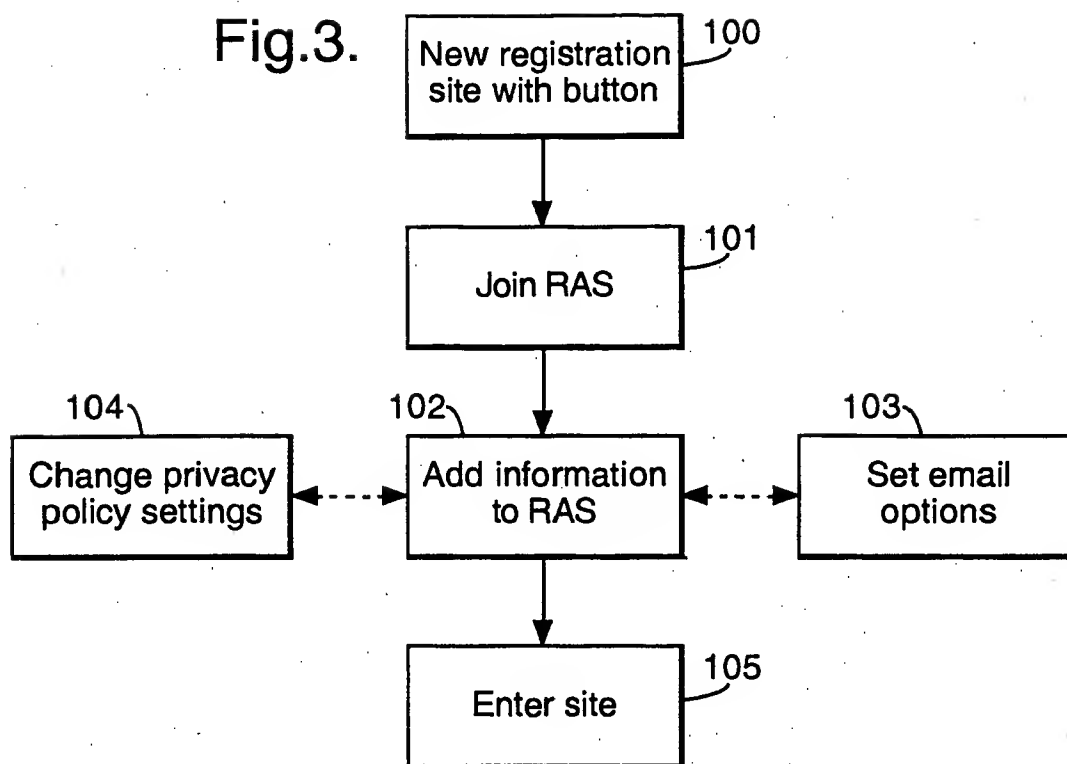 Fig.3.
100
New registration
site with button
101
Join RAS
104
102
103
Change privacy
policy settings
Add information
to RAS
Set email
options
105
Enter site